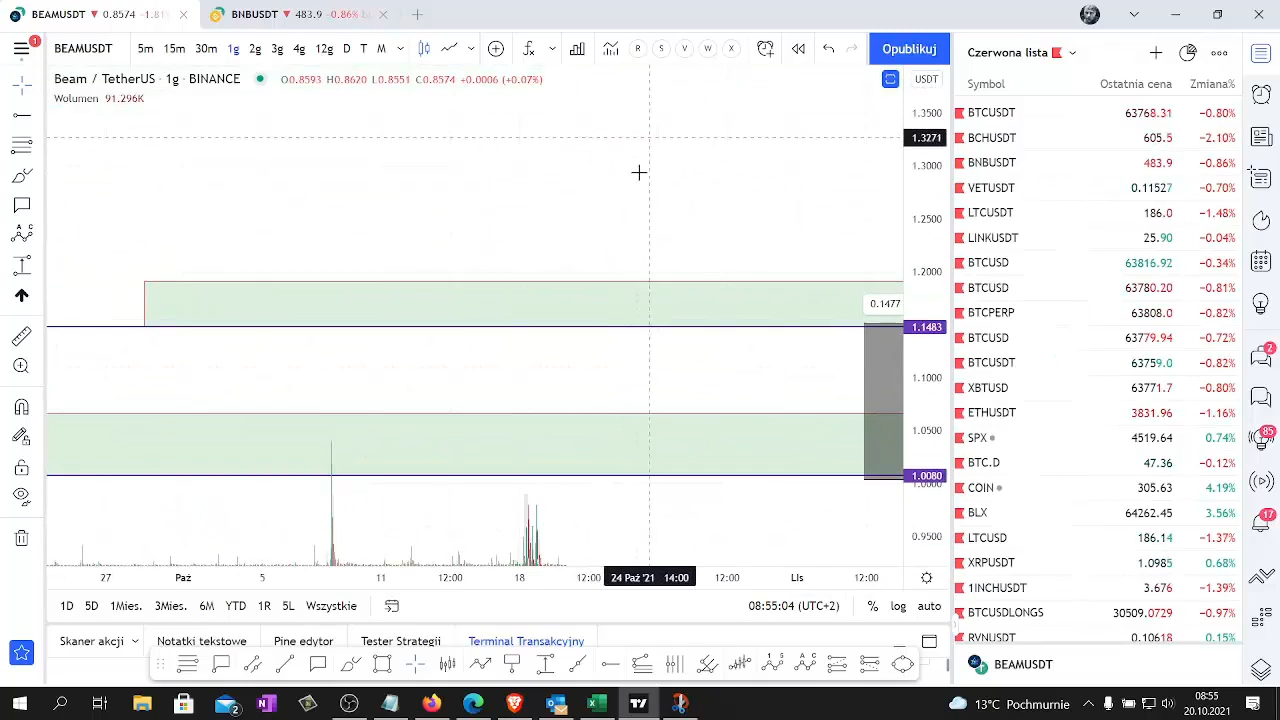 BEAMUSDT ▼ 0.8574 −1.81%
BNBUSDT ▼ 483.9 −0.86%
1
BEAMUSDT 5m 15m 30m 1g 2g 3g 4g 12g D T M
R S V W X
Opublikuj
Beam / TetherUS · 1g · BINANCE O0.8593 H0.8620 L0.8551 C0.8574 +0.0006 (+0.07%)
Wolumen 91.296K
USDT
1.3500
1.3271
1.3000
1.2500
1.2000
0.1477
1.1483
1.1000
1.0500
1.0080
1.0000
0.9500
27 Paź 5 11 12:00 18 12:00 24 Paź '21 14:00 12:00 Lis 12:00
1D 5D 1Mies. 3Mies. 6M YTD 1R 5L Wszystkie
08:55:04 (UTC+2) % log auto
Skaner akcji Notatki tekstowe Pine edytor Tester Strategii Terminal Transakcyjny
Czerwona lista
Symbol Ostatnia cena Zmiana%
BTCUSDT 63768.31 −0.80%
BCHUSDT 605.5 −2.10%
BNBUSDT 483.9 −0.86%
VETUSDT 0.11527 −0.70%
LTCUSDT 186.0 −1.48%
LINKUSDT 25.90 −0.04%
BTCUSD 63816.92 −0.34%
BTCUSD 63780.20 −0.81%
BTCPERP 63808.0 −0.82%
BTCUSD 63779.94 −0.72%
BTCUSDT 63759.0 −0.82%
XBTUSD 63771.7 −0.80%
ETHUSDT 3831.96 −1.16%
SPX 4519.64 0.74%
BTC.D 47.36 −0.12%
COIN 305.63 4.19%
BLX 64262.45 3.56%
LTCUSD 186.14 −1.37%
XRPUSDT 1.0985 0.68%
1INCHUSDT 3.676 −1.39%
BTCUSDLONGS 30509.0729 −0.97%
RVNUSDT 0.10618 0.15%
BEAMUSDT
2
85
17
13°C Pochmurnie
08:55
20.10.2021